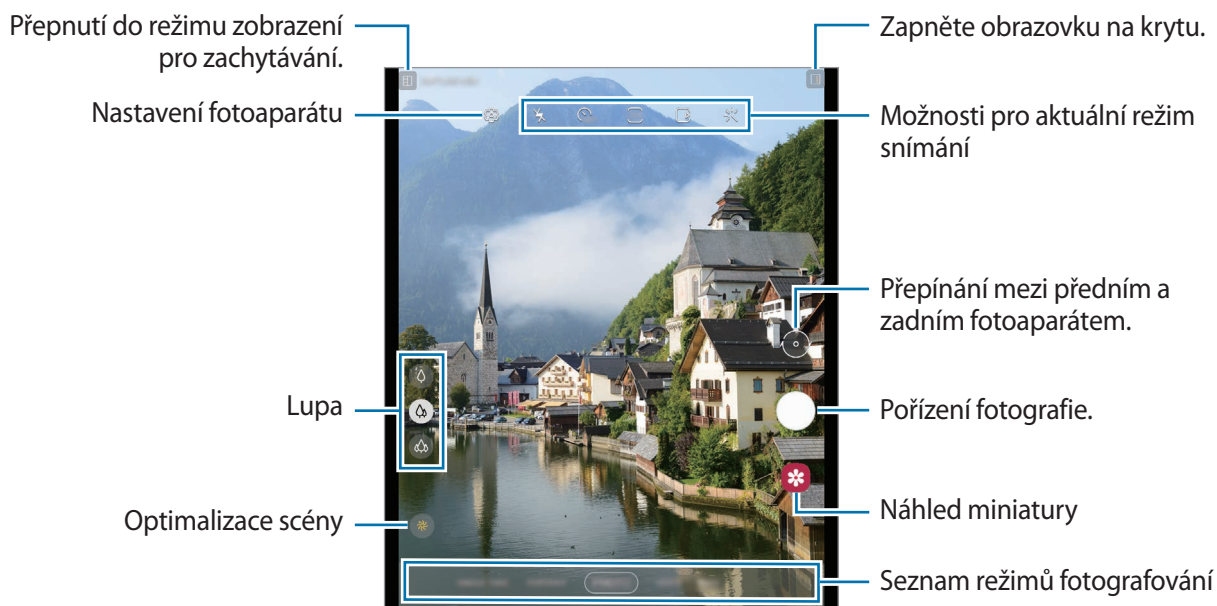 Přepnutí do režimu zobrazení
pro zachytávání.
Nastavení fotoaparátu
Lupa
Optimalizace scény
Zapněte obrazovku na krytu.
Možnosti pro aktuální režim
snímání
Přepínání mezi předním a
zadním fotoaparátem.
Pořízení fotografie.
Náhled miniatury
Seznam režimů fotografování